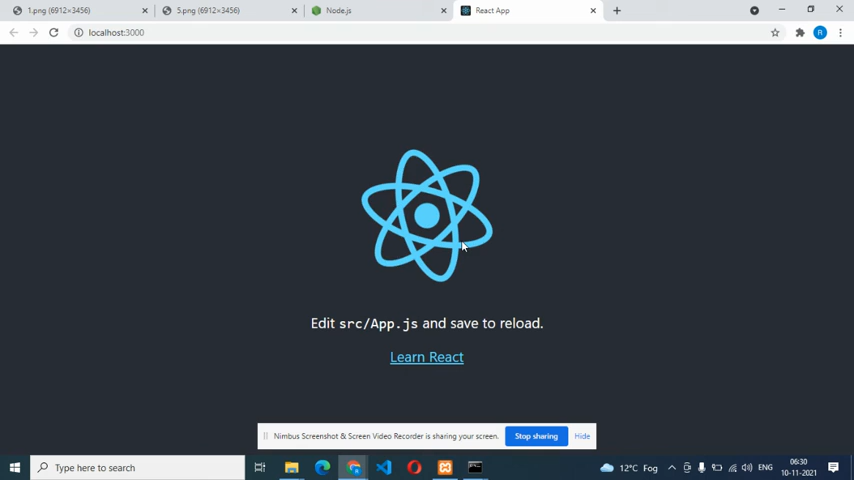 1.png (6912×3456)
5.png (6912×3456)
Node.js
React App
localhost:3000
R
Edit src/App.js and save to reload.
Learn React
Nimbus Screenshot & Screen Video Recorder is sharing your screen.
Stop sharing
Hide
Type here to search
12°C Fog
ENG
06:30
10-11-2021